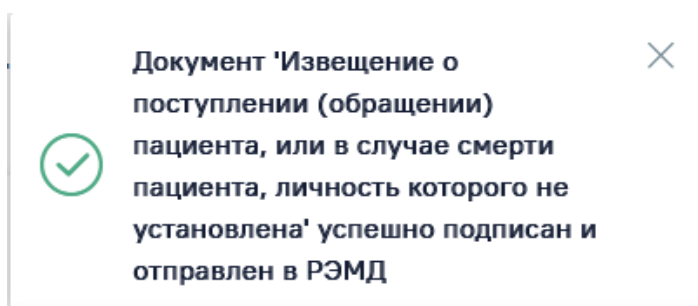 Документ 'Извещение о
поступлении (обращении)
пациента, или в случае смерти
пациента, личность которого не
установлена' успешно подписан и
отправлен в РЭМД